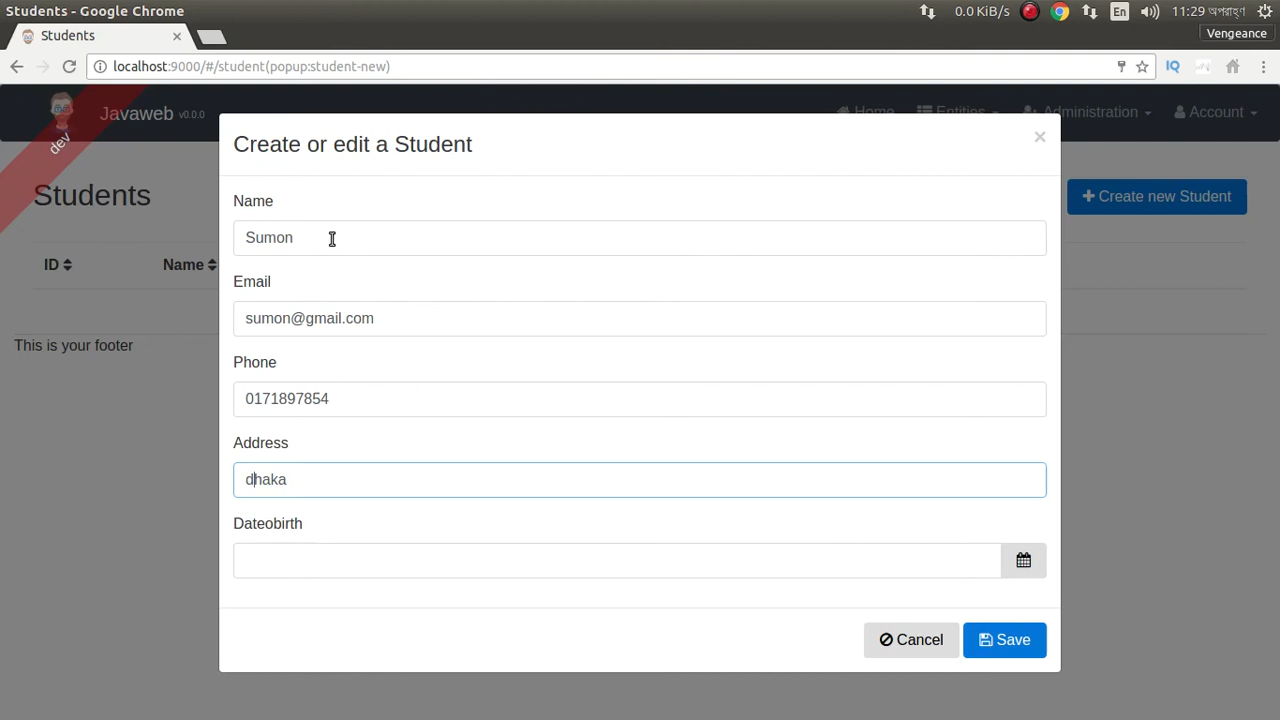 Students - Google Chrome
0.0 KiB/s
En
11:29 অপরাহ্ণ
Vengeance
Students
localhost:9000/#/student(popup:student-new)
IQ
Javaweb v0.0.0
Home
Entities
Administration
Account
dev
Create or edit a Student
×
Students
Create new Student
Name
Sumon
ID
Name
Email
sumon@gmail.com
This is your footer
Phone
0171897854
Address
dhaka
Dateobirth
Cancel
Save